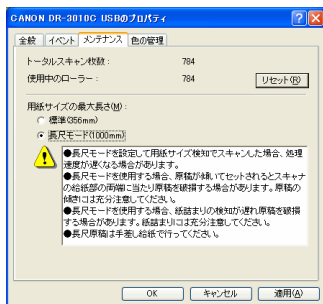 CANON DR-3010C USBのプロパティ
全般 イベント メンテナンス 色の管理
トータルスキャン枚数： 784
使用中のローラー： 784 リセット(R)
用紙サイズの最大長さ(M)：
標準(356mm)
長尺モード(1000mm)
●長尺モードを設定して用紙サイズ検知でスキャンした場合、処理
速度が遅くなる場合があります。
●長尺モードを使用する場合、原稿が傾いてセットされるとスキャナ
の給紙部の両端に当たり原稿を破損する場合があります。原稿の
傾きには充分注意してください。
●長尺モードを使用する場合、紙詰まりの検知が遅れ原稿を破損
する場合があります。紙詰まりには充分注意してください。
●長尺原稿は手差し給紙で行ってください。
OK キャンセル 適用(A)